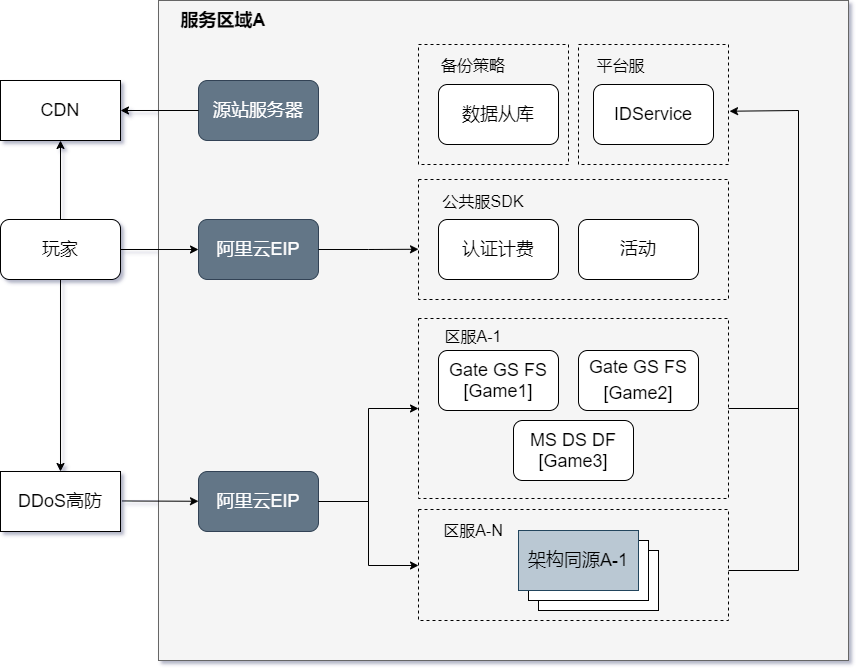 服务区域A
备份策略
平台服
CDN
源站服务器
数据从库
IDService
公共服SDK
玩家
阿里云EIP
认证计费
活动
区服A-1
Gate GS FS
[Game1]
Gate GS FS
[Game2]
MS DS DF
[Game3]
DDoS高防
阿里云EIP
区服A-N
架构同源A-1